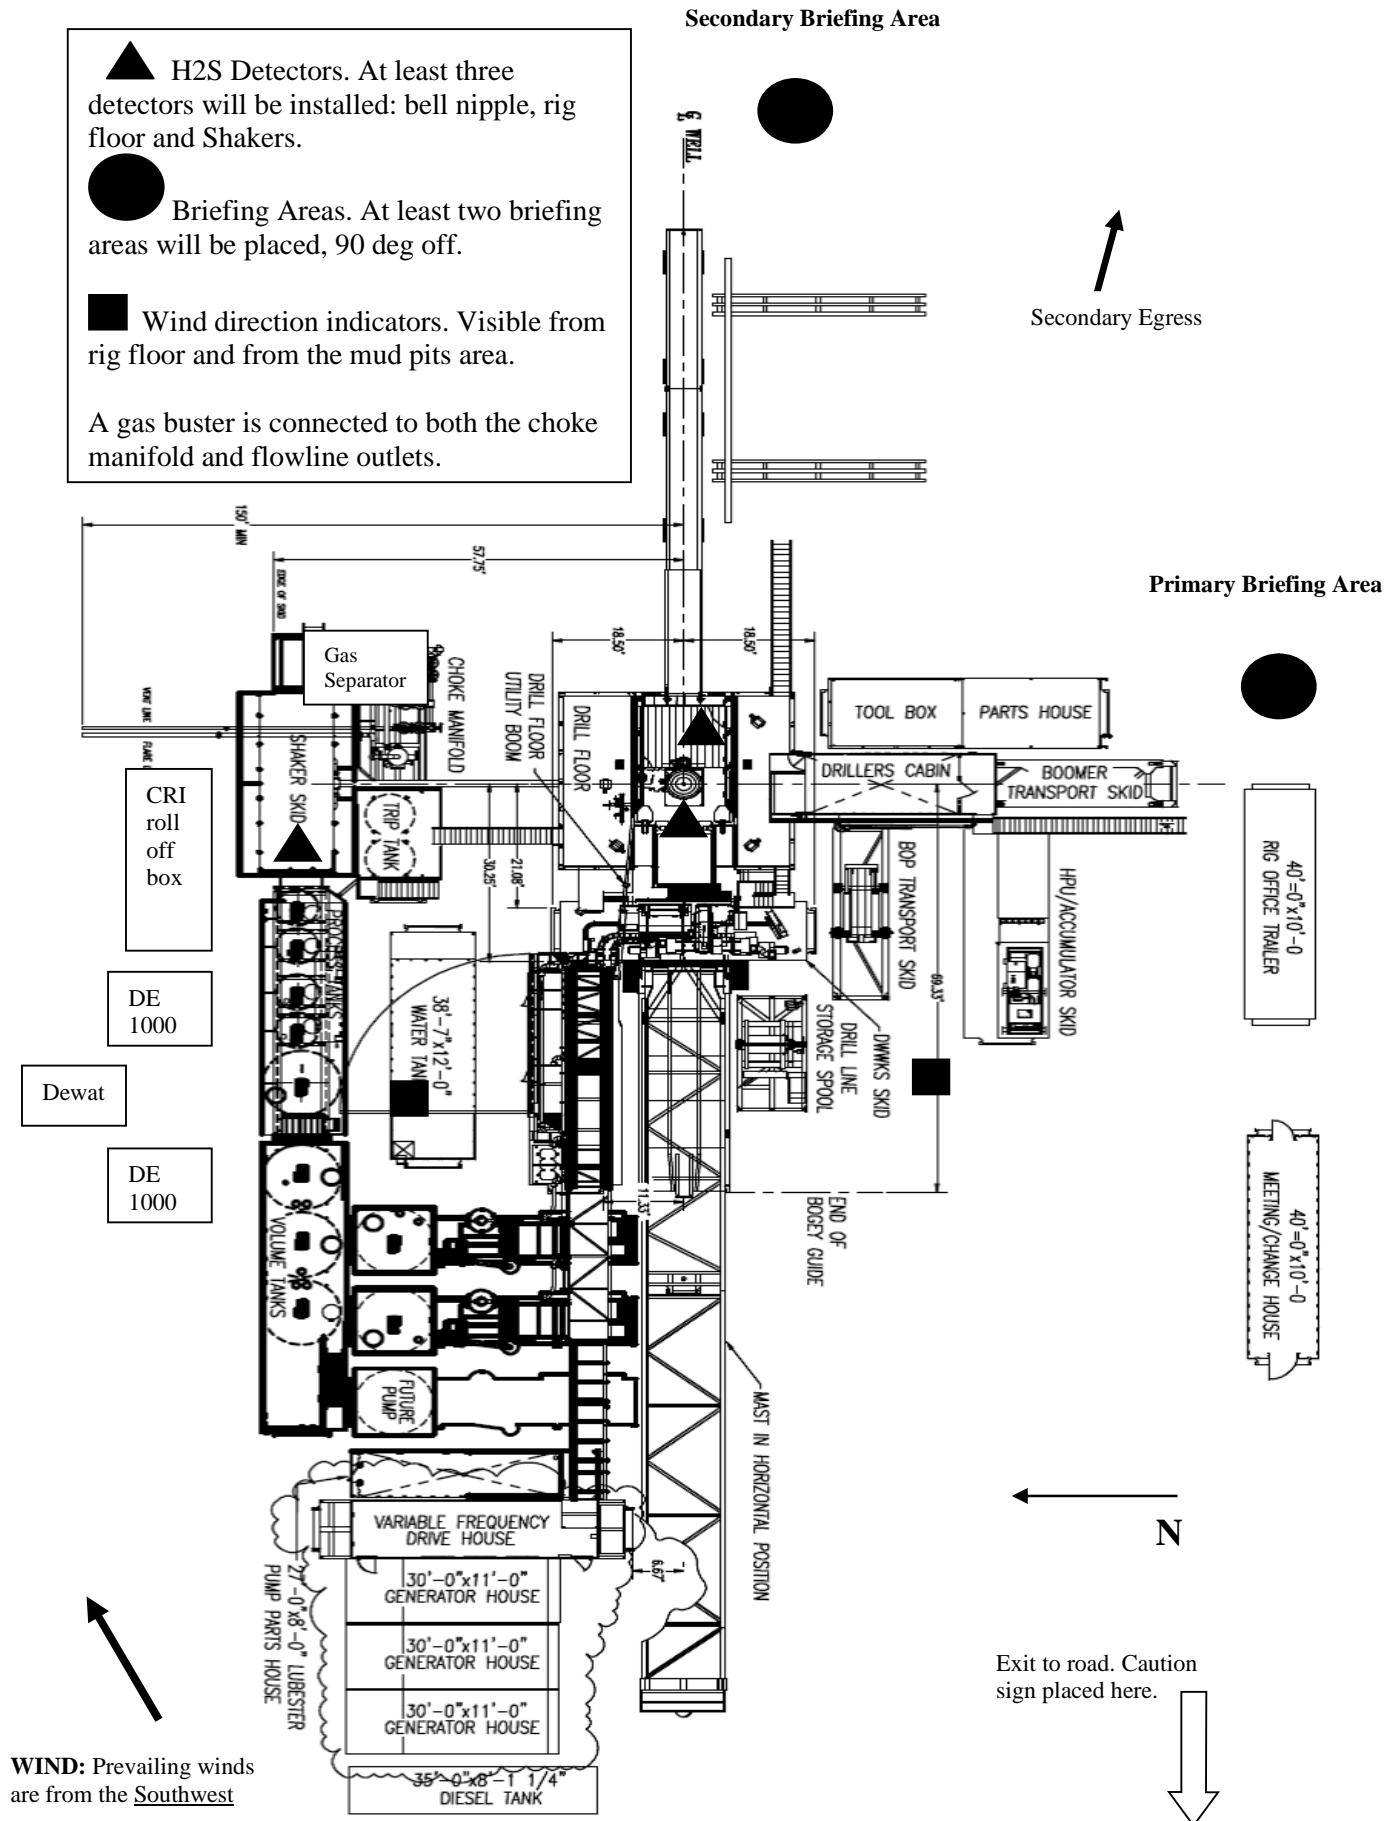 Secondary Briefing Area
H2S Detectors. At least three
detectors will be installed: bell nipple, rig
floor and Shakers.
Briefing Areas. At least two briefing
areas will be placed, 90 deg off.
Wind direction indicators. Visible from
rig floor and from the mud pits area.
A gas buster is connected to both the choke
manifold and flowline outlets.
℄ WELL
Secondary Egress
150' MIN
57.75'
EDGE OF SKID
Primary Briefing Area
18.50'
18.50'
Gas
Separator
CHOKE MANIFOLD
DRILL FLOOR
UTILITY BOOM
DRILL FLOOR
TOOL BOX
PARTS HOUSE
VENT LINE
SHAKER SKID
DRILLERS CABIN
BOOMER
TRANSPORT SKID
CRI
roll
off
box
TRIP TANK
30.25'
21.08'
BOP TRANSPORT SKID
HPU/ACCUMULATOR SKID
40'=0"x10'-0
RIG OFFICE TRAILER
PROCESS TANKS
DE
1000
38'-7"x12'-0"
WATER TANK
69.33'
DRILL LINE
STORAGE SPOOL
DWWKS SKID
Dewat
DE
1000
11.33'
END OF
BOGEY GUIDE
40'=0"x10'-0
MEETING/CHANGE HOUSE
VOLUME TANKS
FUTURE
PUMP
MAST IN HORIZONTAL POSITION
N
VARIABLE FREQUENCY
DRIVE HOUSE
6.67'
27'-0"x8'-0" LUBESTER
PUMP PARTS HOUSE
30'-0"x11'-0"
GENERATOR HOUSE
30'-0"x11'-0"
GENERATOR HOUSE
30'-0"x11'-0"
GENERATOR HOUSE
Exit to road. Caution
sign placed here.
WIND: Prevailing winds
are from the Southwest
35'-0"x8'-1 1/4"
DIESEL TANK